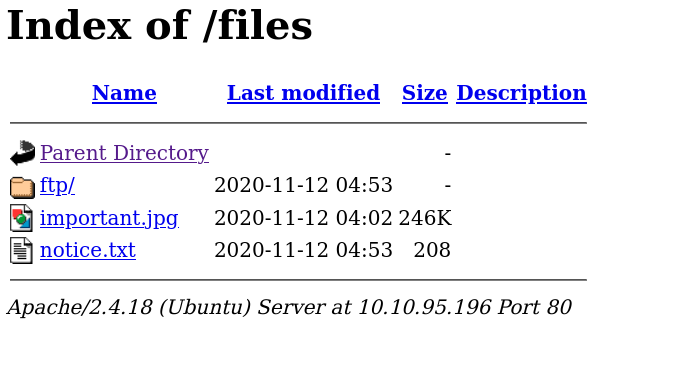 Index of /files
Name Last modified Size Description
Parent Directory -
ftp/ 2020-11-12 04:53 -
important.jpg 2020-11-12 04:02 246K
notice.txt 2020-11-12 04:53 208
Apache/2.4.18 (Ubuntu) Server at 10.10.95.196 Port 80